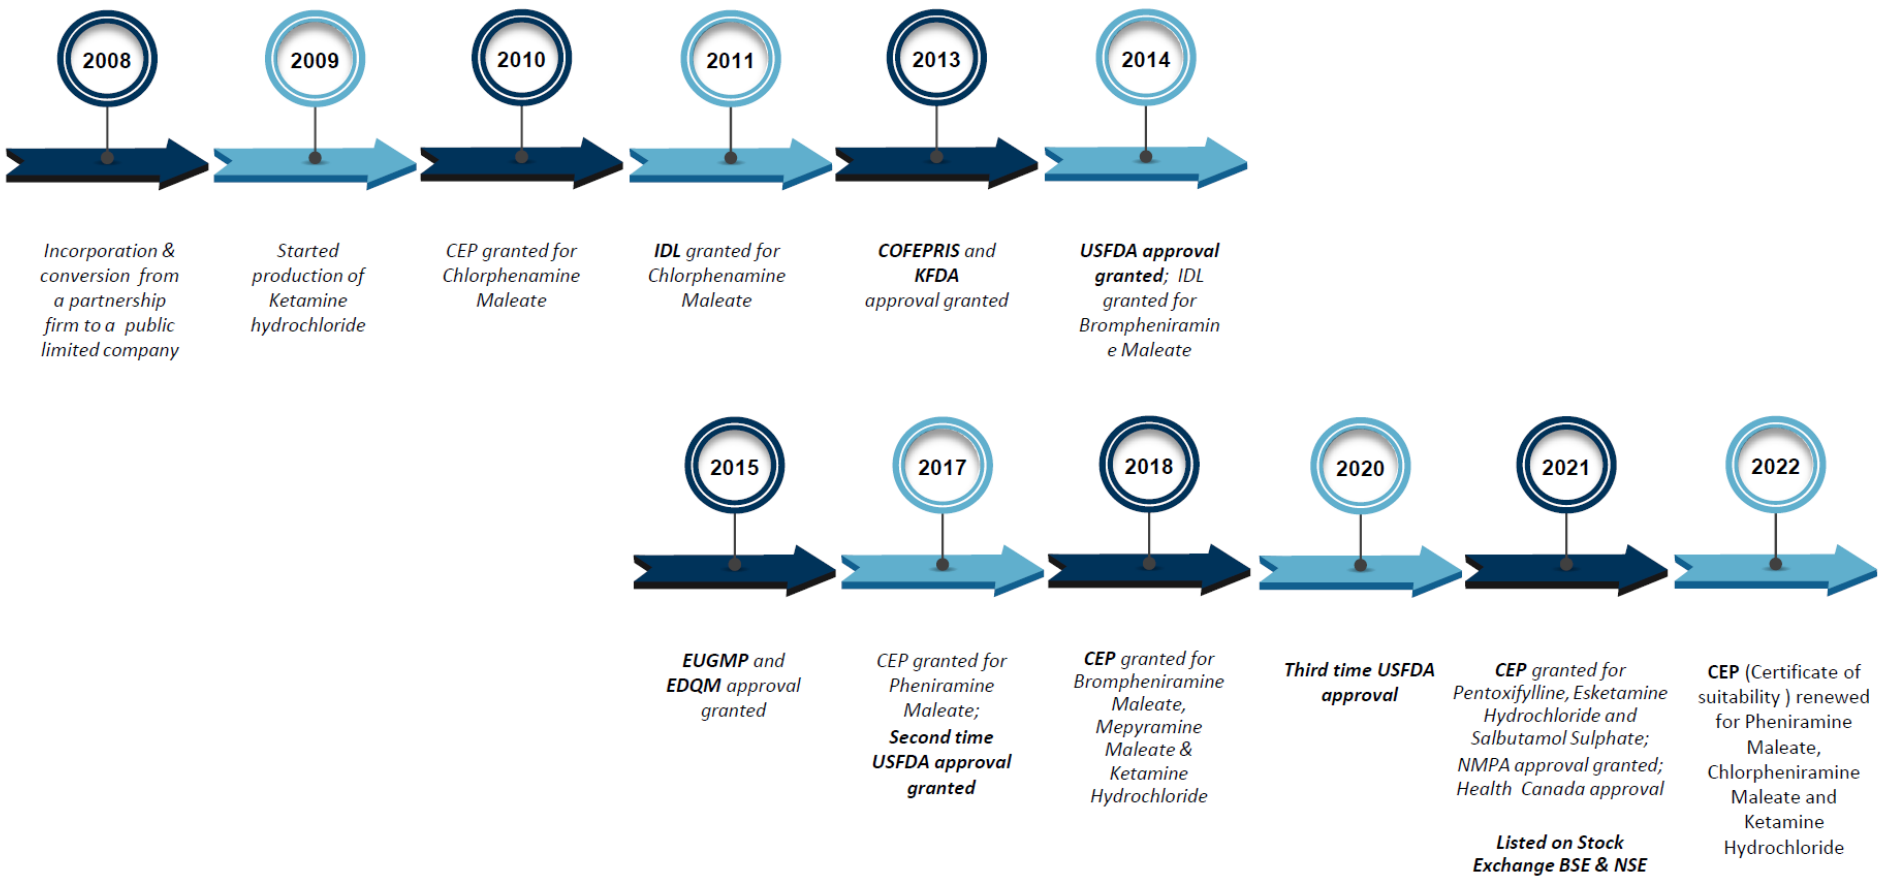 2008
2009
2010
2011
2013
2014
Incorporation &
conversion from
a partnership
firm to a public
limited company
Started
production of
Ketamine
hydrochloride
CEP granted for
Chlorphenamine
Maleate
IDL granted for
Chlorphenamine
Maleate
COFEPRIS and
KFDA
approval granted
USFDA approval
granted; IDL
granted for
Brompheniramin
e Maleate
2015
2017
2018
2020
2021
2022
EUGMP and
EDQM approval
granted
CEP granted for
Pheniramine
Maleate;
Second time
USFDA approval
granted
CEP granted for
Brompheniramine
Maleate,
Mepyramine
Maleate &
Ketamine
Hydrochloride
Third time USFDA
approval
CEP granted for
Pentoxifylline, Esketamine
Hydrochloride and
Salbutamol Sulphate;
NMPA approval granted;
Health Canada approval
Listed on Stock
Exchange BSE & NSE
CEP (Certificate of
suitability ) renewed
for Pheniramine
Maleate,
Chlorpheniramine
Maleate and
Ketamine
Hydrochloride